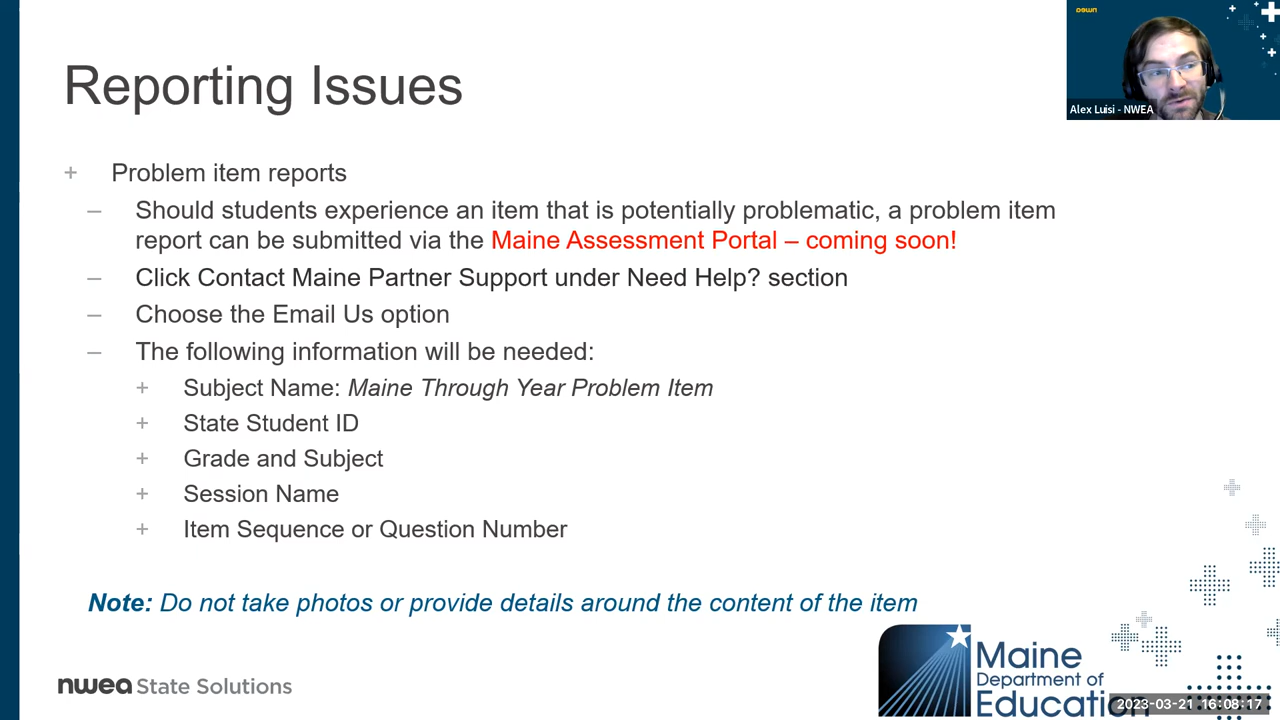 Reporting Issues
+ Problem item reports
– Should students experience an item that is potentially problematic, a problem item
report can be submitted via the Maine Assessment Portal – coming soon!
– Click Contact Maine Partner Support under Need Help? section
– Choose the Email Us option
– The following information will be needed:
+ Subject Name: Maine Through Year Problem Item
+ State Student ID
+ Grade and Subject
+ Session Name
+ Item Sequence or Question Number
Note: Do not take photos or provide details around the content of the item
nwea State Solutions
Maine
Department of
Education
2023-03-21 16:08:17
nwea
Alex Luisi - NWEA